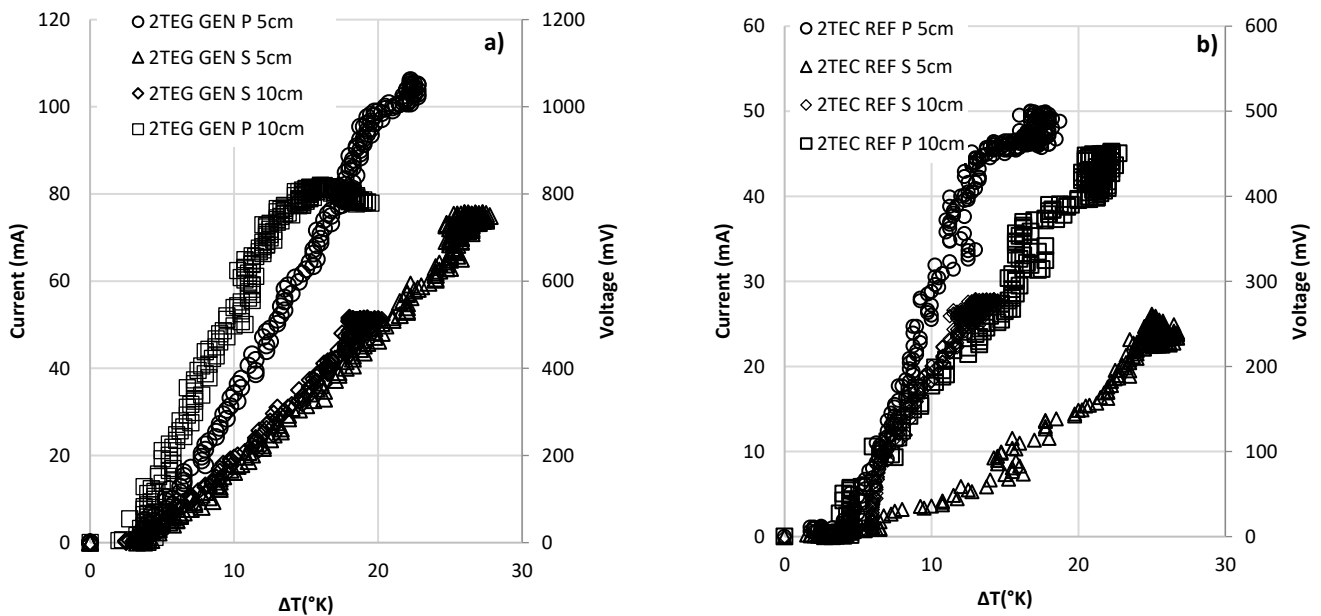 a)
2TEG GEN P 5cm
2TEG GEN S 5cm
2TEG GEN S 10cm
2TEG GEN P 10cm
120
100
80
60
40
20
0
Current (mA)
1200
1000
800
600
400
200
0
Voltage (mV)
0 10 20 30
ΔT(°K)
b)
2TEC REF P 5cm
2TEC REF S 5cm
2TEC REF S 10cm
2TEC REF P 10cm
60
50
40
30
20
10
0
Current (mA)
600
500
400
300
200
100
0
Voltage (mV)
0 10 20 30
ΔT(°K)